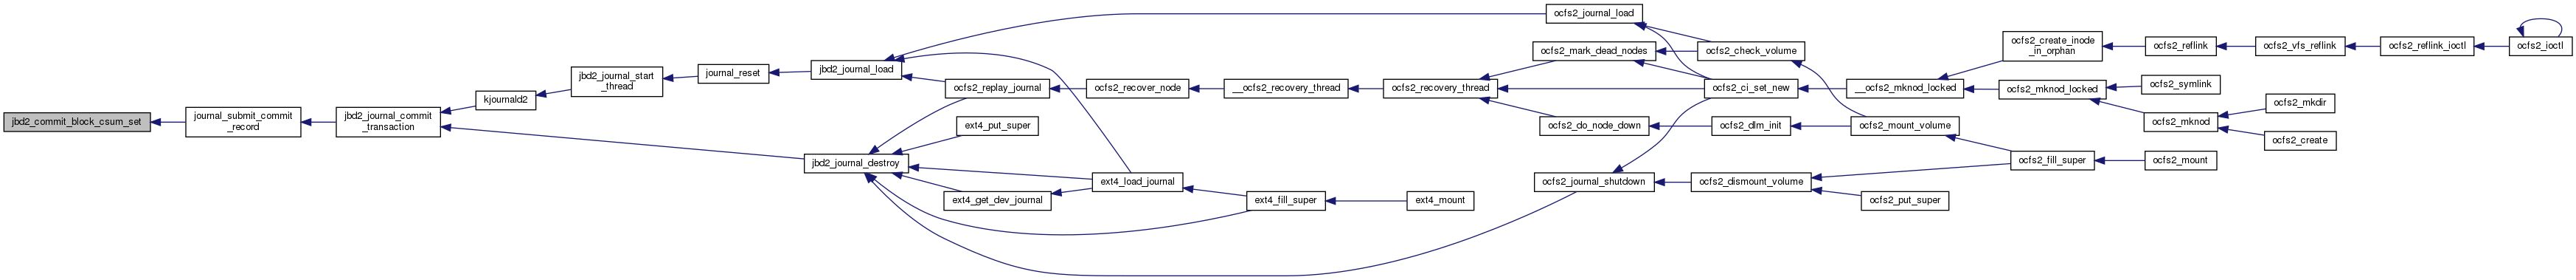 jbd2_commit_block_csum_set
journal_submit_commit
_record
jbd2_journal_commit
_transaction
kjournald2
jbd2_journal_start
_thread
journal_reset
jbd2_journal_load
jbd2_journal_destroy
ocfs2_replay_journal
ext4_put_super
ext4_get_dev_journal
ocfs2_recover_node
ext4_load_journal
__ocfs2_recovery_thread
ext4_fill_super
ocfs2_recovery_thread
ext4_mount
ocfs2_journal_load
ocfs2_mark_dead_nodes
ocfs2_do_node_down
ocfs2_journal_shutdown
ocfs2_check_volume
ocfs2_ci_set_new
ocfs2_dlm_init
ocfs2_dismount_volume
__ocfs2_mknod_locked
ocfs2_mount_volume
ocfs2_put_super
ocfs2_create_inode
_in_orphan
ocfs2_mknod_locked
ocfs2_fill_super
ocfs2_reflink
ocfs2_symlink
ocfs2_mknod
ocfs2_mount
ocfs2_vfs_reflink
ocfs2_mkdir
ocfs2_create
ocfs2_reflink_ioctl
ocfs2_ioctl